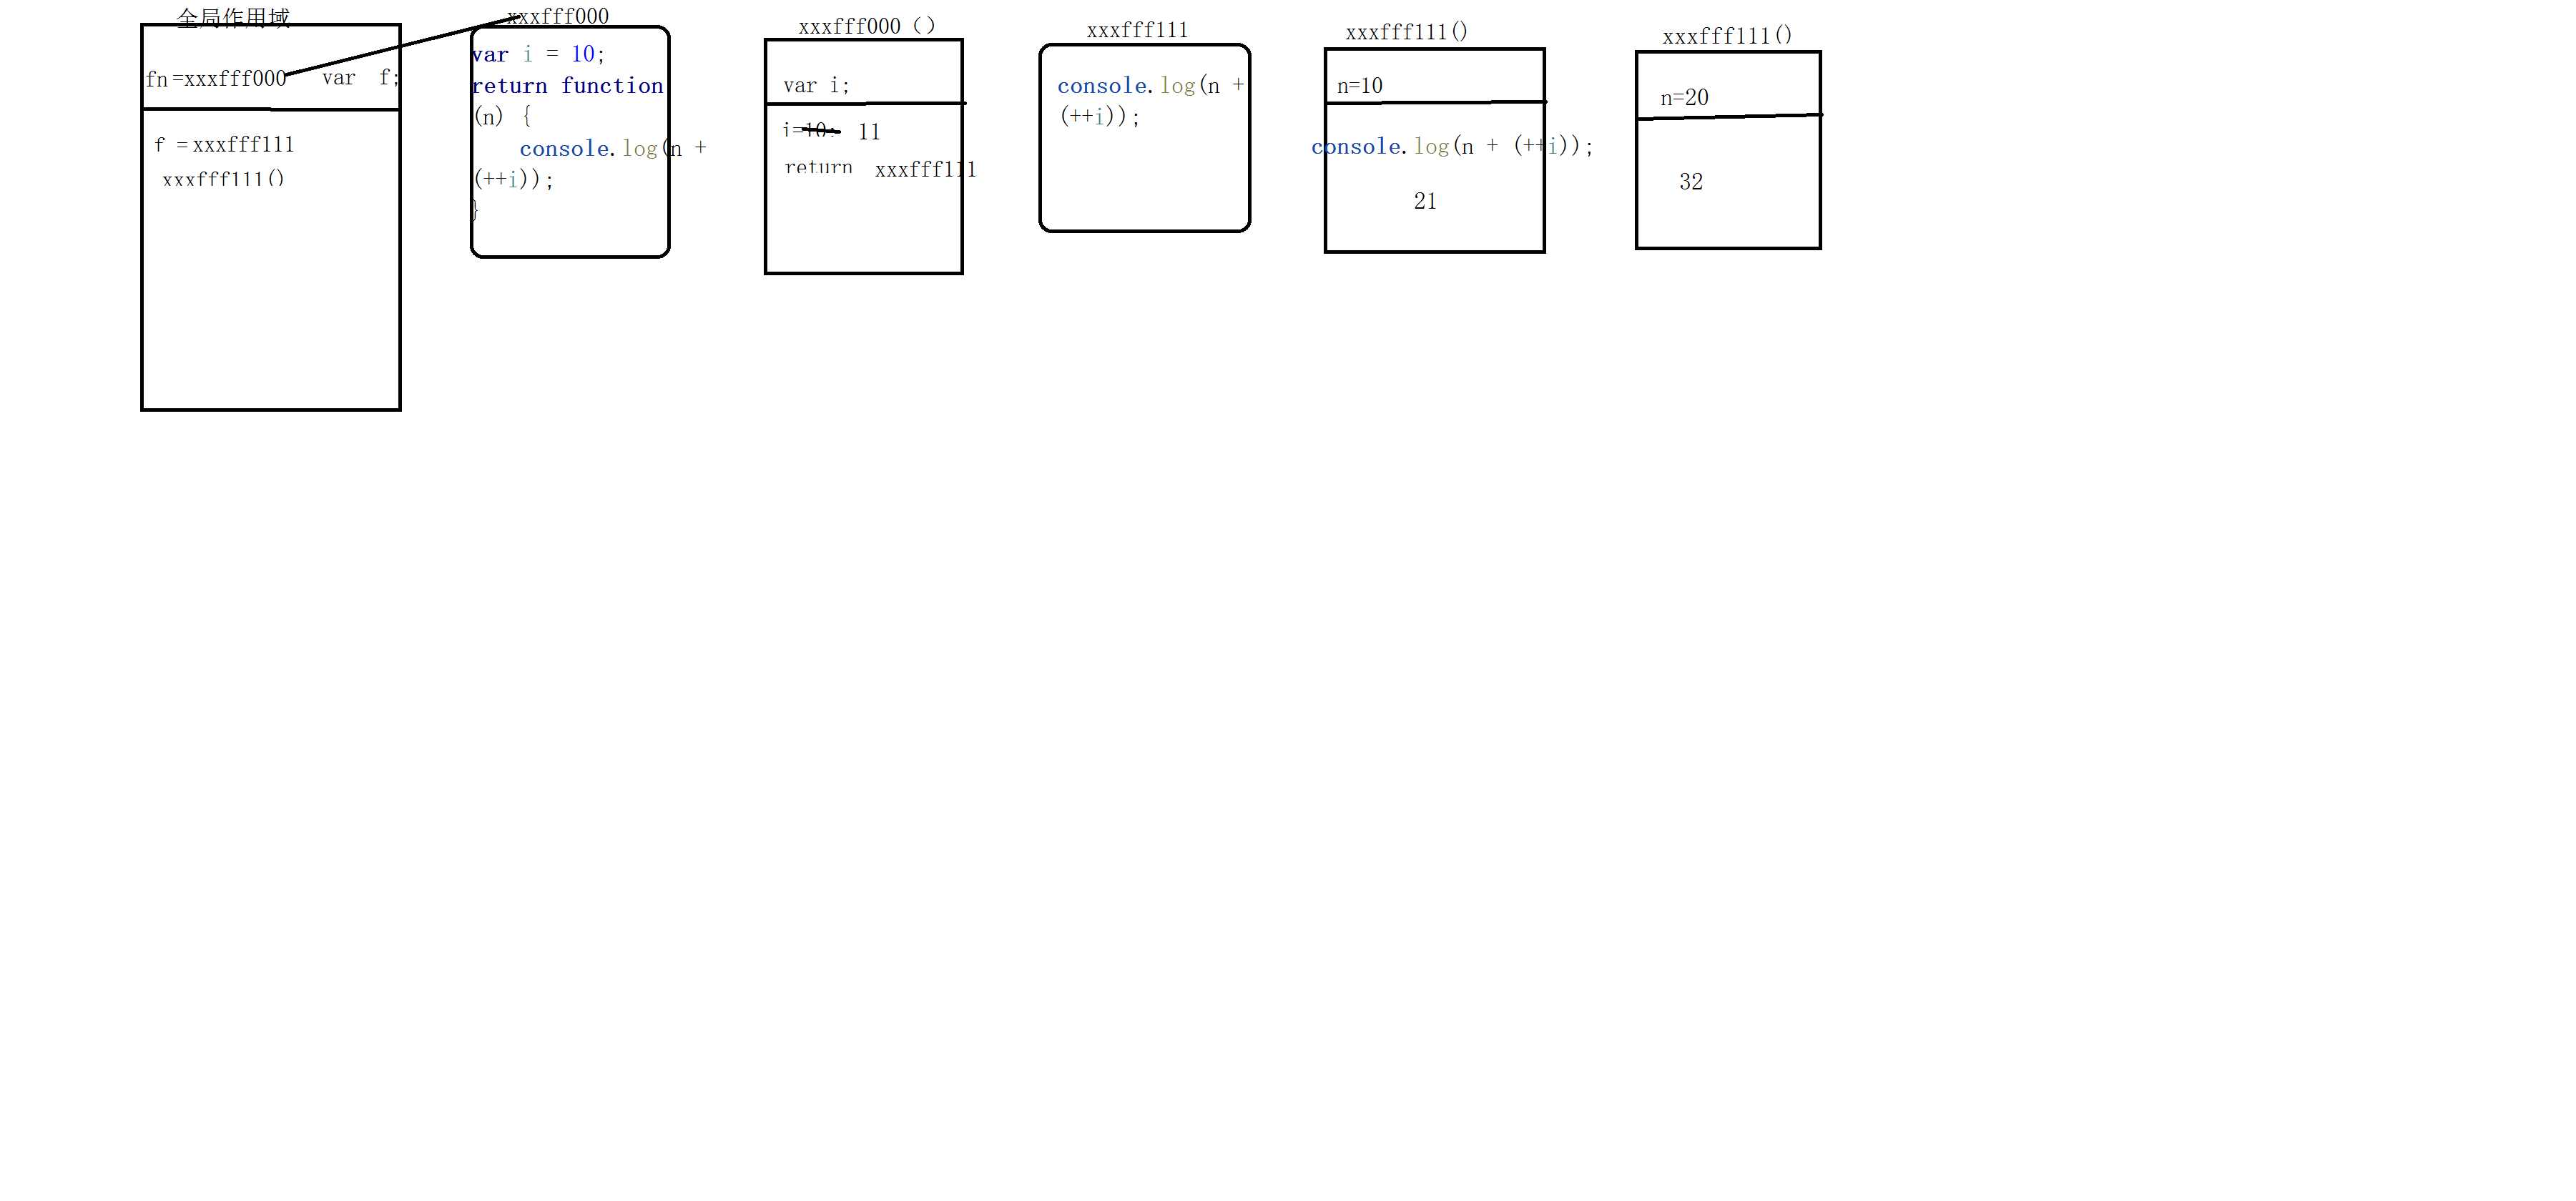 全局作用域
fn =xxxfff000 var f;
f = xxxfff111
xxxfff111()
xxxfff000
var i = 10;
return function
(n) {
console.log(n +
(++i));
}
xxxfff000（）
var i;
i=10; 11
return xxxfff111
xxxfff111
console.log(n +
(++i));
xxxfff111()
n=10
console.log(n + (++i));
21
xxxfff111()
n=20
32